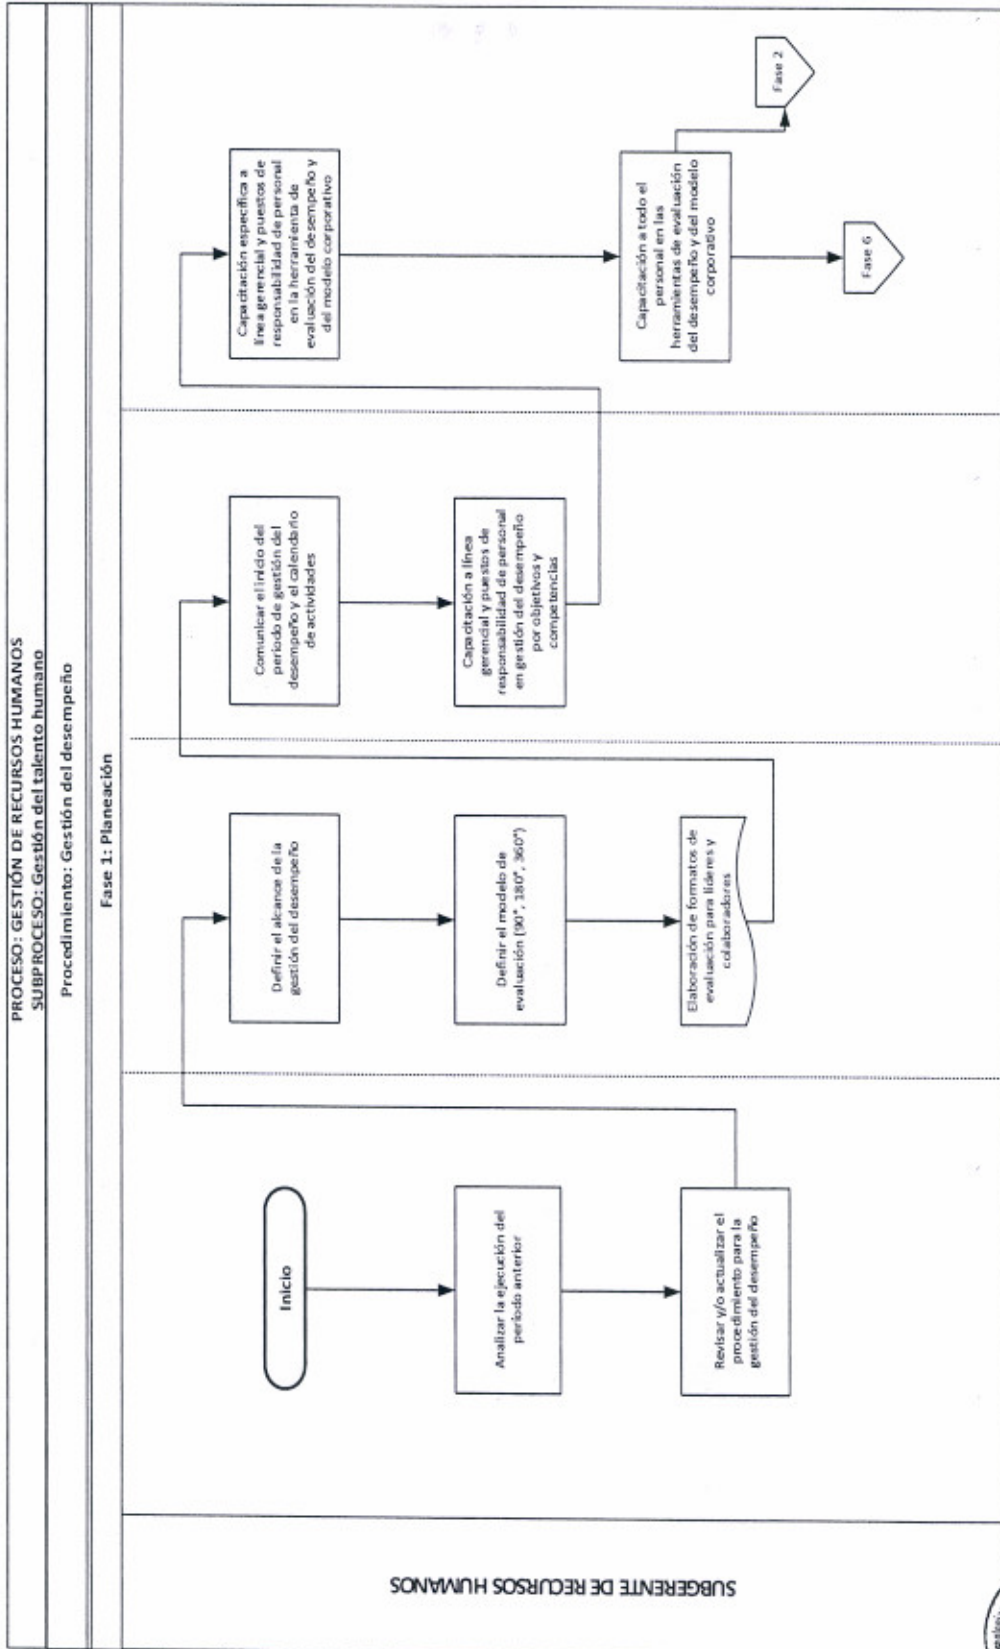 PROCESO: GESTIÓN DE RECURSOS HUMANOS
SUBPROCESO: Gestión del talento humano
Procedimiento: Gestión del desempeño
Fase 1: Planeación
SUBGERENTE DE RECURSOS HUMANOS
Inicio
Analizar la ejecución del
período anterior
Revisar y/o actualizar el
procedimiento para la
gestión del desempeño
Definir el alcance de la
gestión del desempeño
Definir el modelo de
evaluación (90°, 180°, 360°)
Elaboración de formatos de
evaluación para líderes y
colaboradores
Comunicar el inicio del
periodo de gestión del
desempeño y el calendario
de actividades
Capacitación a línea
gerencial y puestos de
responsabilidad de personal
en gestión del desempeño
por objetivos y
competencias
Capacitación específica a
línea gerencial y puestos de
responsabilidad de personal
en la herramienta de
evaluación del desempeño y
del modelo corporativo
Capacitación a todo el
personal en las
herramientas de evaluación
del desempeño y del modelo
corporativo
Fase 2
Fase 6